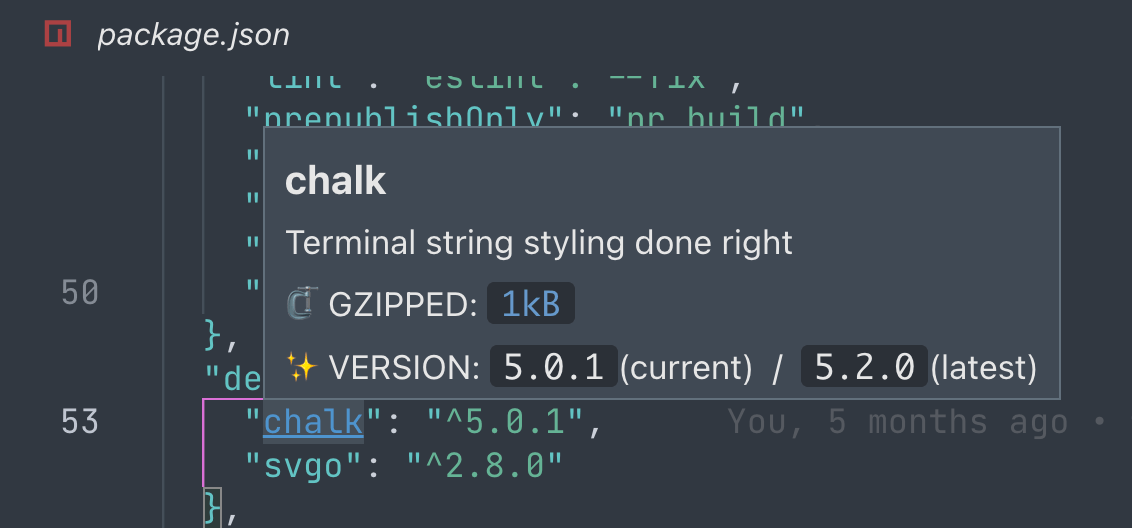 package.json
"lint": "eslint . --fix",
"prepublishOnly": "nr build",
"
"
"
50 "
},
"de
chalk
Terminal string styling done right
🗜️ GZIPPED: 1kB
✨ VERSION: 5.0.1 (current) / 5.2.0 (latest)
53 "chalk": "^5.0.1", You, 5 months ago •
"svgo": "^2.8.0"
},